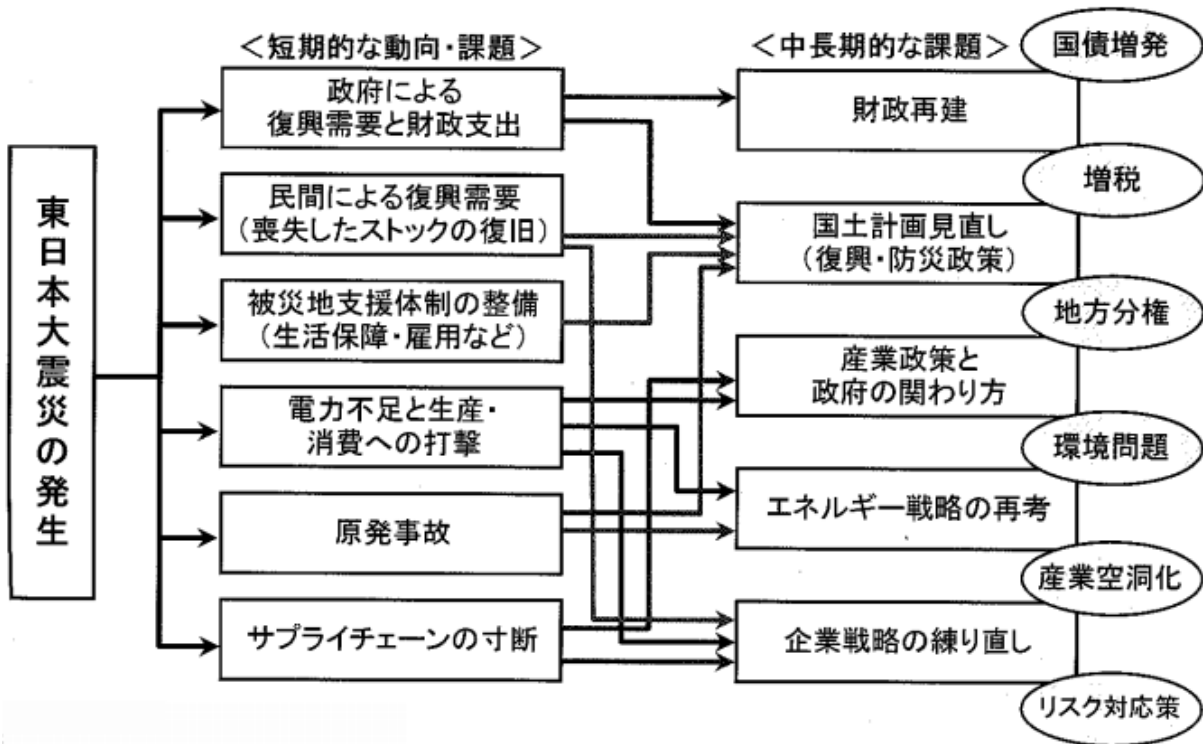 東日本大震災の発生
＜短期的な動向・課題＞
政府による
復興需要と財政支出
民間による復興需要
（喪失したストックの復旧）
被災地支援体制の整備
（生活保障・雇用など）
電力不足と生産・
消費への打撃
原発事故
サプライチェーンの寸断
＜中長期的な課題＞
財政再建
国土計画見直し
（復興・防災政策）
産業政策と
政府の関わり方
エネルギー戦略の再考
企業戦略の練り直し
国債増発
増税
地方分権
環境問題
産業空洞化
リスク対応策